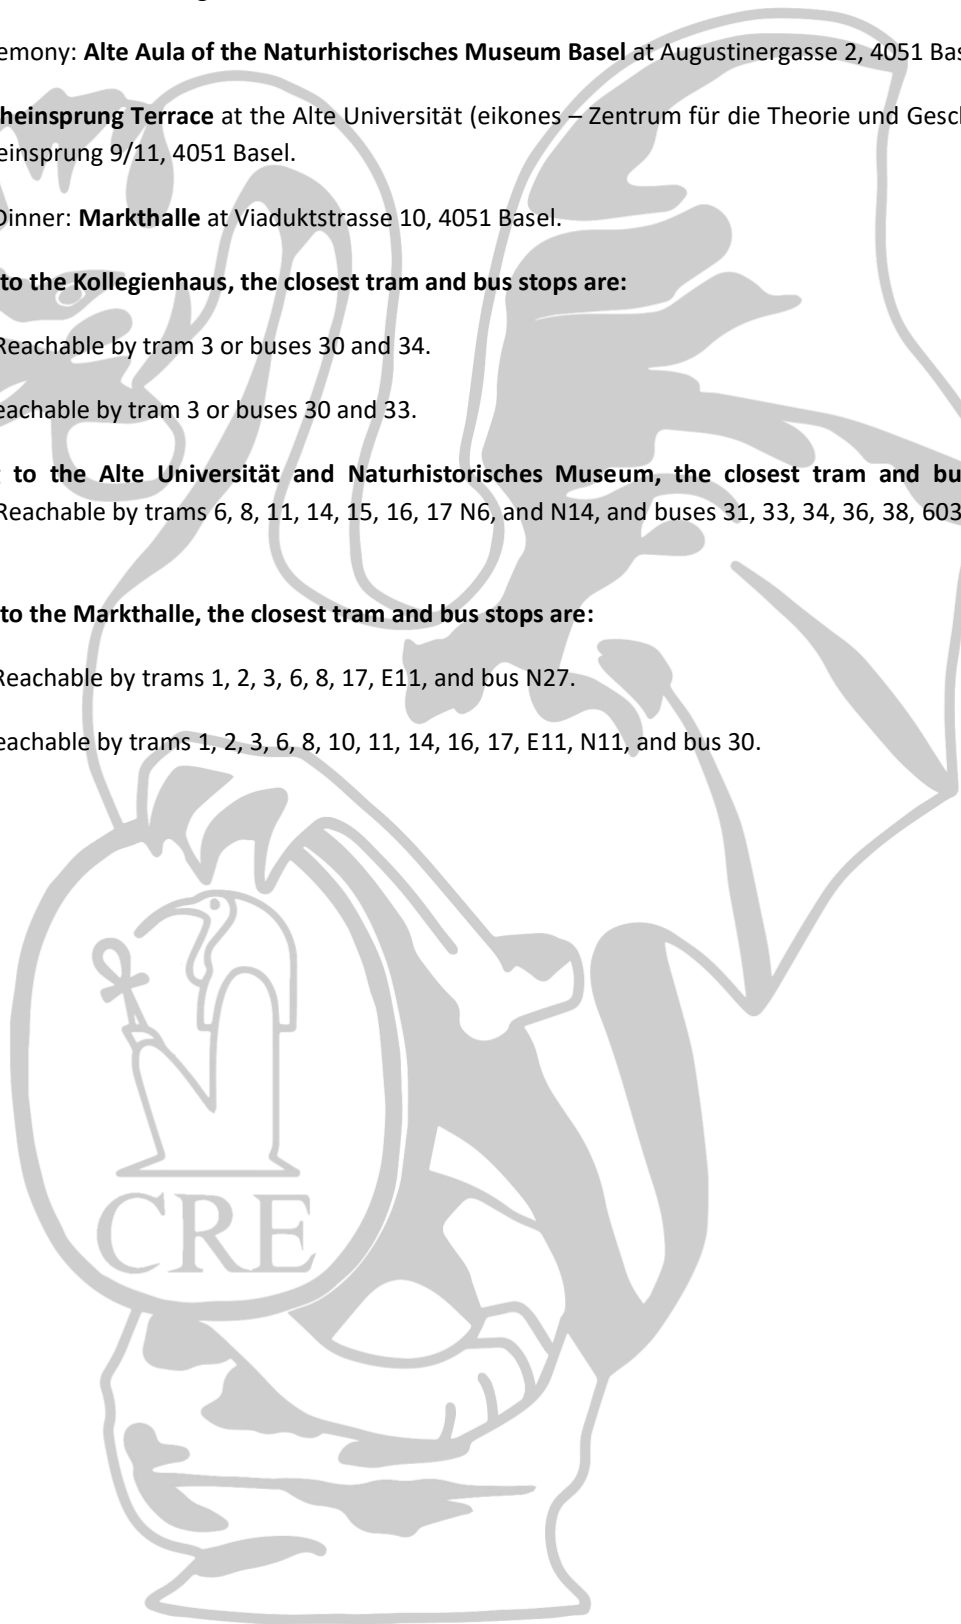 emony: Alte Aula of the Naturhistorisches Museum Basel at Augustinergasse 2, 4051 Bas
heinsprung Terrace at the Alte Universität (eikones – Zentrum für die Theorie und Gesch
einsprung 9/11, 4051 Basel.
Dinner: Markthalle at Viaduktstrasse 10, 4051 Basel.
to the Kollegienhaus, the closest tram and bus stops are:
Reachable by tram 3 or buses 30 and 34.
eachable by tram 3 or buses 30 and 33.
to the Alte Universität and Naturhistorisches Museum, the closest tram and bu
Reachable by trams 6, 8, 11, 14, 15, 16, 17 N6, and N14, and buses 31, 33, 34, 36, 38, 603
to the Markthalle, the closest tram and bus stops are:
Reachable by trams 1, 2, 3, 6, 8, 17, E11, and bus N27.
eachable by trams 1, 2, 3, 6, 8, 10, 11, 14, 16, 17, E11, N11, and bus 30.
CRE